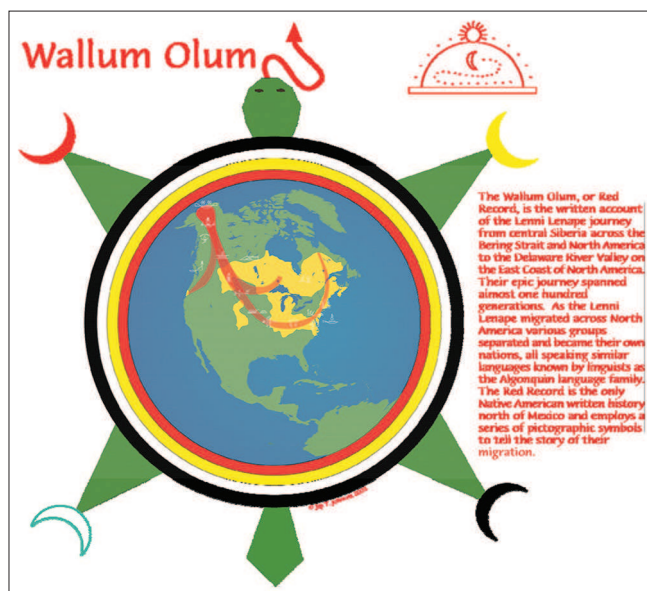 Wallum Olum
The Wallum Olum, or Red
Record, is the written account
of the Lenni Lenape journey
from central Siberia across the
Bering Strait and North America
to the Delaware River Valley on
the East Coast of North America.
Their epic journey spanned
almost one hundred
generations. As the Lenni
Lenape migrated across North
America various groups
separated and became their own
nations, all speaking similar
languages known by linguists as
the Algonquin language family.
The Red Record is the only
Native American written history
north of Mexico and employs a
series of pictographic symbols
to tell the story of their
migration.